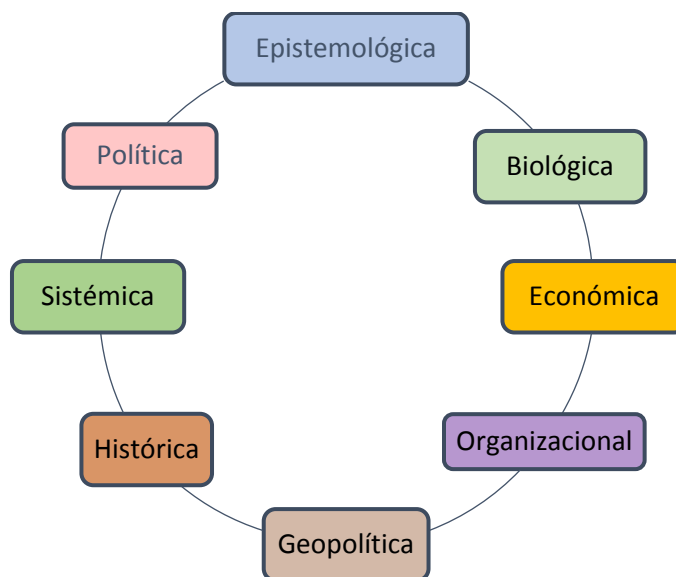 Epistemológica
Política
Biológica
Sistémica
Económica
Histórica
Organizacional
Geopolítica